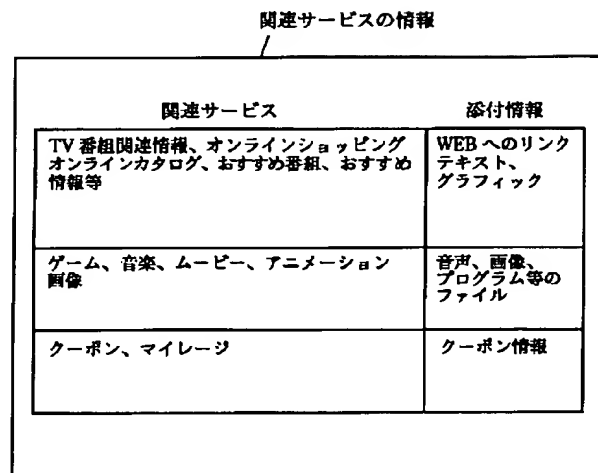 関連サービスの情報
関連サービス 添付情報
TV 番組関連情報、オンラインショッピング
オンラインカタログ、おすすめ番組、おすすめ
情報等
WEB へのリンク
テキスト、
グラフィック
ゲーム、音楽、ムービー、アニメーション
画像
音声、画像、
プログラム等の
ファイル
クーポン、マイレージ
クーポン情報